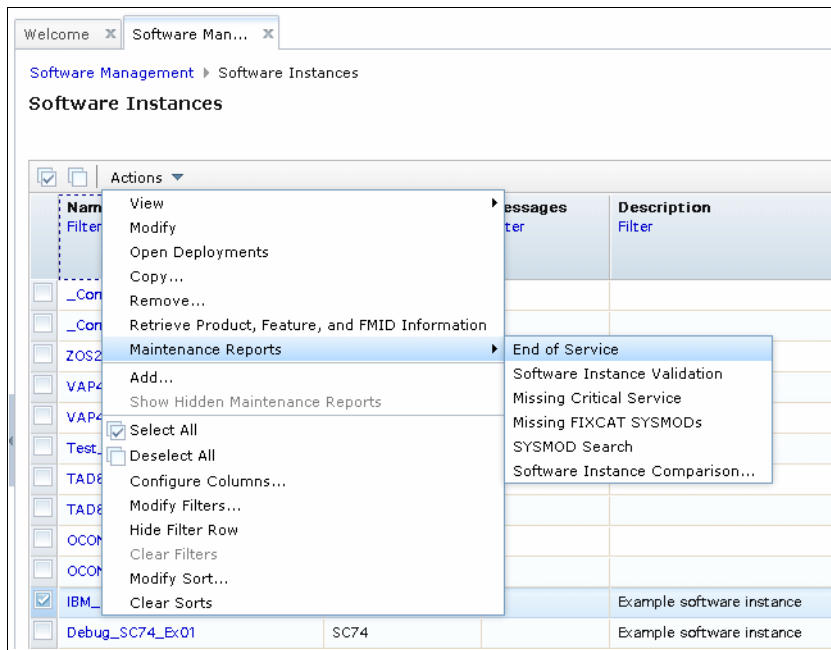 Welcome
Software Man...
Software Management Software Instances
Software Instances
Actions
Nam
Filter
essages
ter
Description
Filter
View
Modify
Open Deployments
Copy...
Remove...
Retrieve Product, Feature, and FMID Information
Maintenance Reports
Add...
Show Hidden Maintenance Reports
Select All
Deselect All
Configure Columns...
Modify Filters...
Hide Filter Row
Clear Filters
Modify Sort...
Clear Sorts
End of Service
Software Instance Validation
Missing Critical Service
Missing FIXCAT SYSMODs
SYSMOD Search
Software Instance Comparison...
_Con
_Con
ZOS2
VAP4
VAP4
Test_
TAD8
TAD8
OCON
OCON
IBM_ Example software instance
Debug_SC74_Ex01 SC74 Example software instance